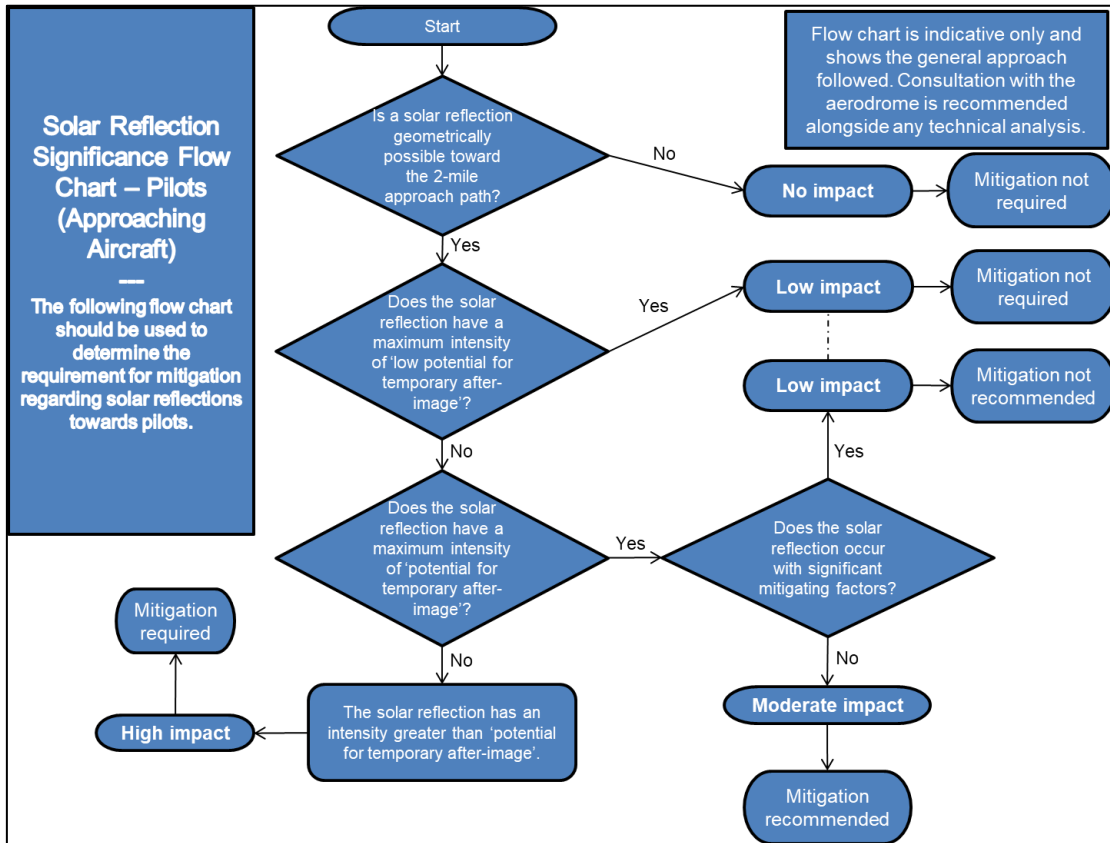 Solar Reflection
Significance Flow
Chart – Pilots
(Approaching
Aircraft)
---
The following flow chart
should be used to
determine the
requirement for mitigation
regarding solar reflections
towards pilots.
Start
Flow chart is indicative only and
shows the general approach
followed. Consultation with the
aerodrome is recommended
alongside any technical analysis.
Is a solar reflection
geometrically
possible toward
the 2-mile
approach path?
No
No impact
Mitigation not
required
Yes
Does the solar
reflection have a
maximum intensity
of ‘low potential for
temporary after-
image’?
Yes
Low impact
Mitigation not
required
Low impact
Mitigation not
recommended
No
Yes
Does the solar
reflection have a
maximum intensity
of ‘potential for
temporary after-
image’?
Yes
Does the solar
reflection occur
with significant
mitigating factors?
No
No
Mitigation
required
High impact
The solar reflection has an
intensity greater than ‘potential
for temporary after-image’.
Moderate impact
Mitigation
recommended